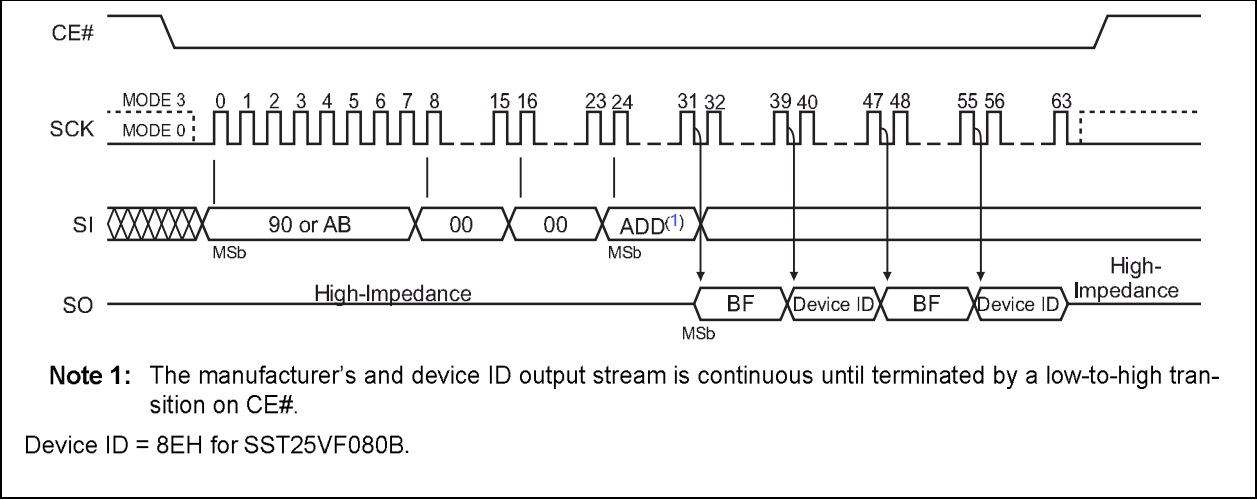 CE#
MODE 3 0 1 2 3 4 5 6 7 8 15 16 23 24 31 32 39 40 47 48 55 56 63
SCK MODE 0
SI 90 or AB 00 00 ADD(1)
MSb MSb
High-
Impedance
High-Impedance
SO BF Device ID BF Device ID
MSb
Note 1: The manufacturer's and device ID output stream is continuous until terminated by a low-to-high tran-
sition on CE#.
Device ID = 8EH for SST25VF080B.